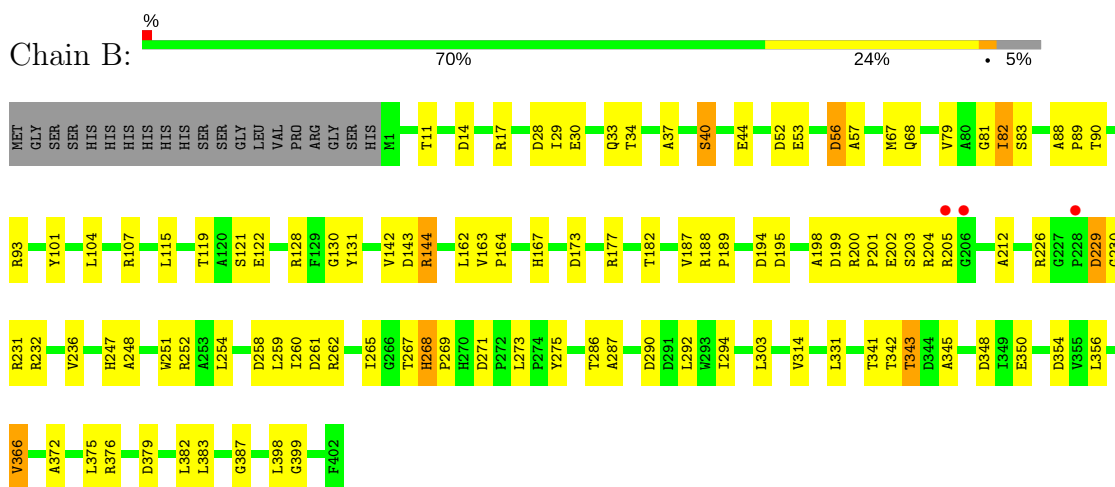 %
Chain B:
70% 24% • 5%
MET GLY SER SER HIS HIS HIS HIS HIS HIS SER SER GLY LEU VAL PRO ARG GLY SER HIS M1 T11 D14 R17 D28 I29 E30 Q33 T34 A37 S40 E44 D52 E53 D56 A57 M67 Q68 V79 A80 G81 I82 S83 A88 P89 T90
R93 Y101 L104 R107 L115 T119 A120 S121 E122 R128 F129 G130 Y131 V142 D143 R144 L162 V163 P164 H167 D173 R177 T182 V187 R188 P189 D194 D195 A198 D199 R200 P201 E202 S203 R204 R205 G206 A212 R226 G227 P228 D229 G230
R231 R232 V236 H247 A248 W251 R252 A253 L254 D258 L259 I260 D261 R262 I265 G266 T267 H268 P269 H270 D271 P272 L273 P274 Y275 T286 A287 D290 D291 L292 W293 I294 L303 V314 L331 T341 T342 T343 D344 A345 D348 I349 E350 D354 V355 L356
V366 A372 L375 R376 D379 L382 L383 G387 L398 G399 F402